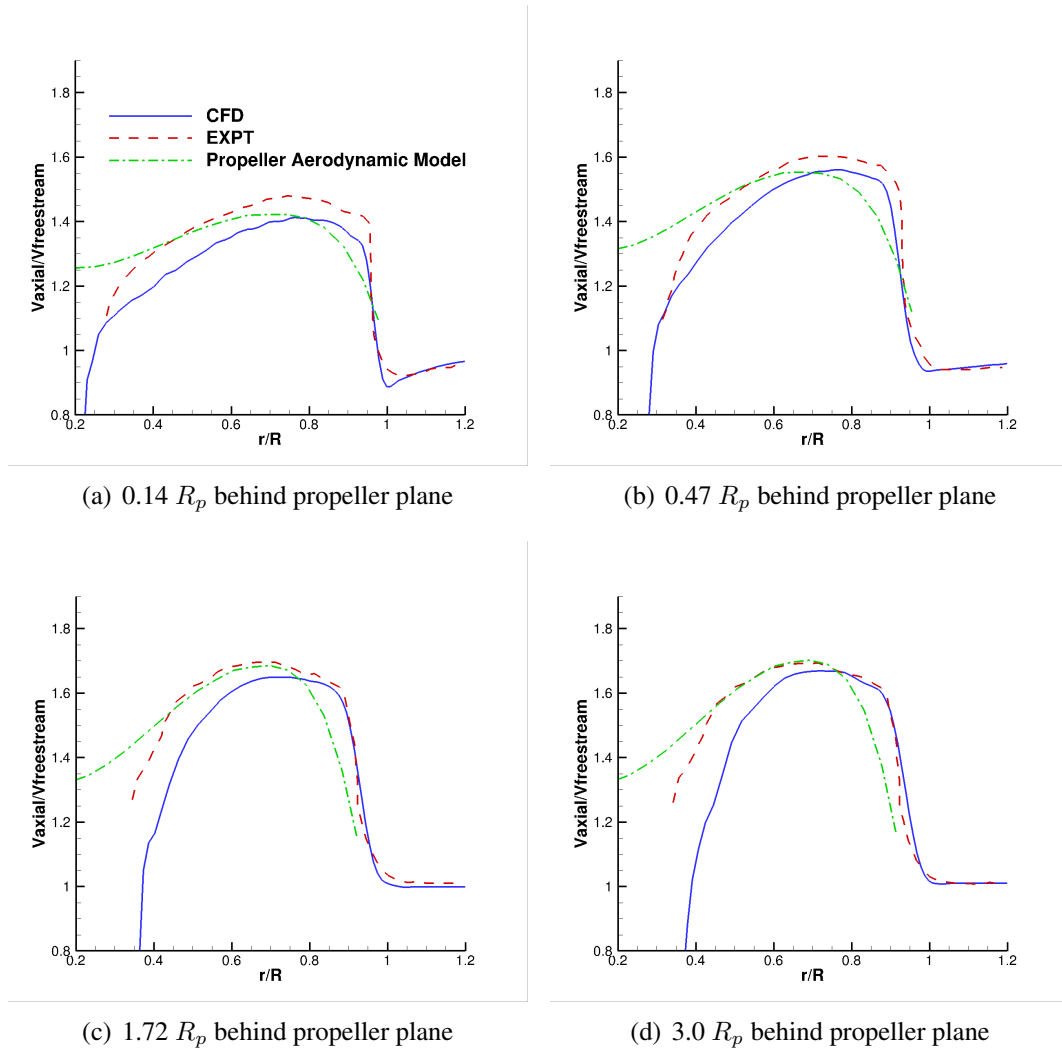 Vaxial/Vfreestream
1.8
1.6
1.4
1.2
1
0.8
0.2 0.4 0.6 0.8 1 1.2
r/R
CFD
EXPT
Propeller Aerodynamic Model
(a) 0.14 R_p behind propeller plane
Vaxial/Vfreestream
1.8
1.6
1.4
1.2
1
0.8
0.2 0.4 0.6 0.8 1 1.2
r/R
(b) 0.47 R_p behind propeller plane
Vaxial/Vfreestream
1.8
1.6
1.4
1.2
1
0.8
0.2 0.4 0.6 0.8 1 1.2
r/R
(c) 1.72 R_p behind propeller plane
Vaxial/Vfreestream
1.8
1.6
1.4
1.2
1
0.8
0.2 0.4 0.6 0.8 1 1.2
r/R
(d) 3.0 R_p behind propeller plane